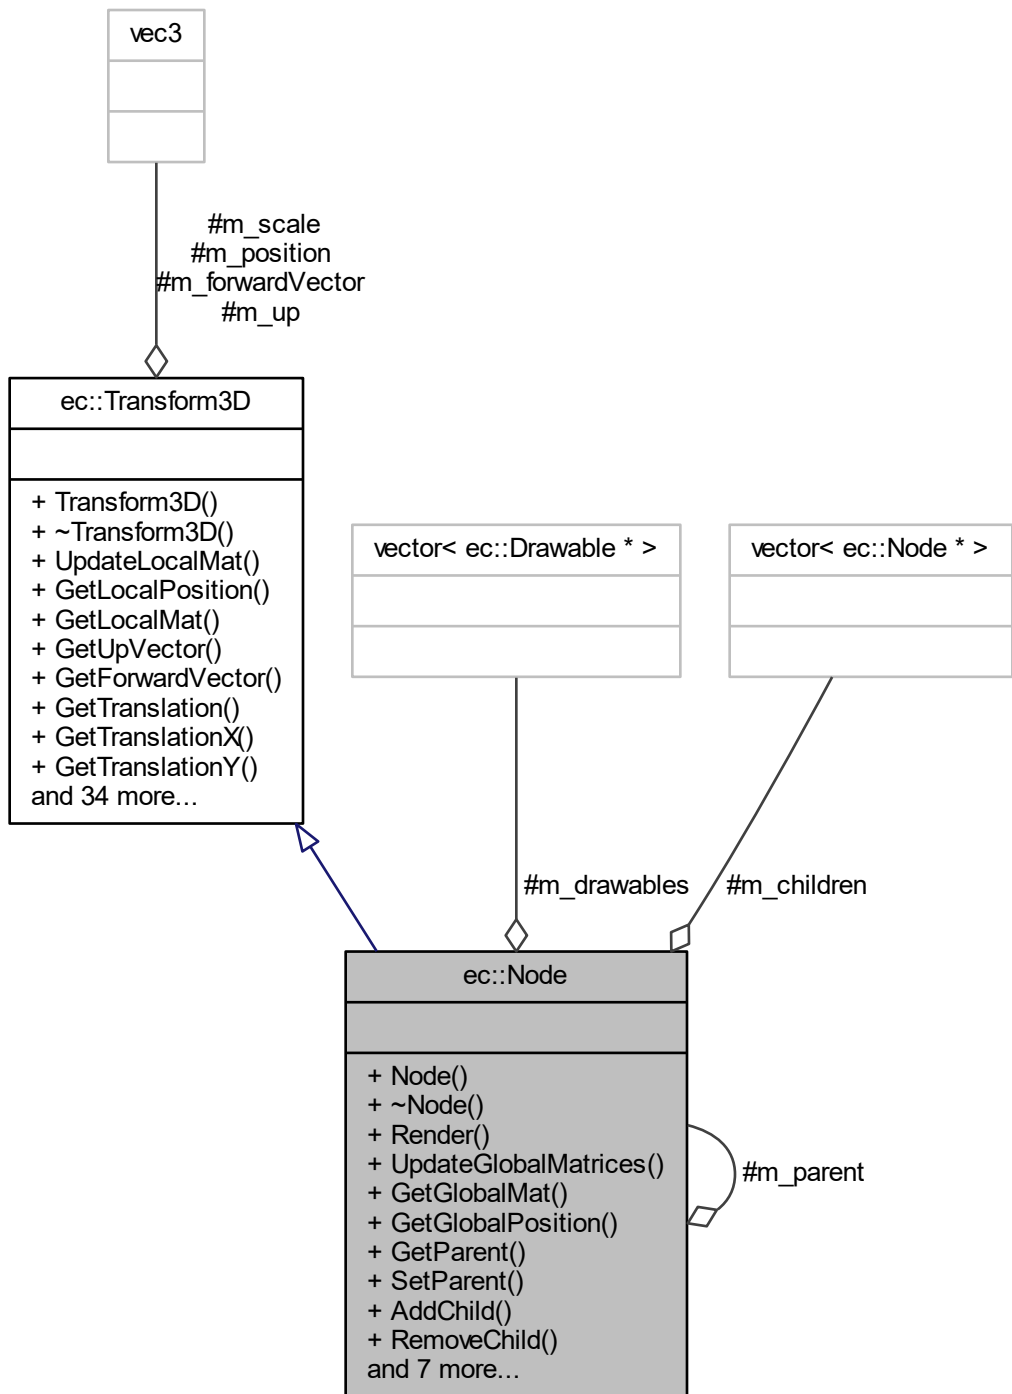 vec3
#m_scale
#m_position
#m_forwardVector
#m_up
ec::Transform3D
+ Transform3D()
+ ~Transform3D()
+ UpdateLocalMat()
+ GetLocalPosition()
+ GetLocalMat()
+ GetUpVector()
+ GetForwardVector()
+ GetTranslation()
+ GetTranslationX()
+ GetTranslationY()
and 34 more...
vector< ec::Drawable * >
vector< ec::Node * >
#m_drawables
#m_children
ec::Node
+ Node()
+ ~Node()
+ Render()
+ UpdateGlobalMatrices()
+ GetGlobalMat()
+ GetGlobalPosition()
+ GetParent()
+ SetParent()
+ AddChild()
+ RemoveChild()
and 7 more...
#m_parent